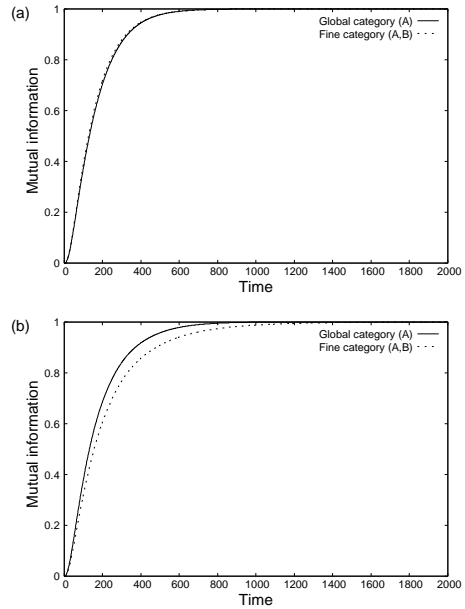 (a)
1
0.8
0.6
0.4
0.2
0
Mutual information
Global category (A)
Fine category (A,B)
0 200 400 600 800 1000 1200 1400 1600 1800 2000
Time
(b)
1
0.8
0.6
0.4
0.2
0
Mutual information
Global category (A)
Fine category (A,B)
0 200 400 600 800 1000 1200 1400 1600 1800 2000
Time